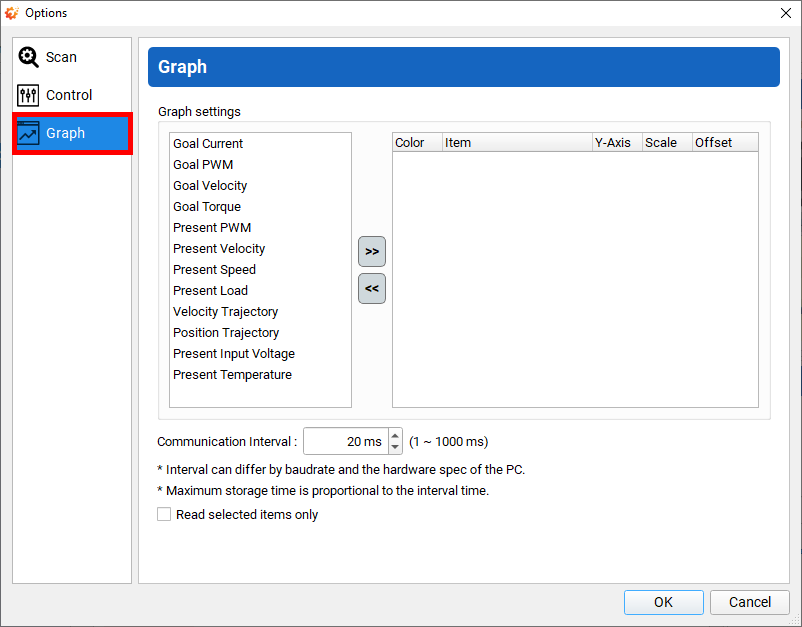 Options
Scan
Control
Graph
Graph
Graph settings
Goal Current
Goal PWM
Goal Velocity
Goal Torque
Present PWM
Present Velocity
Present Speed
Present Load
Velocity Trajectory
Position Trajectory
Present Input Voltage
Present Temperature
>>
<<
Color Item Y-Axis Scale Offset
Communication Interval : 20 ms (1 ~ 1000 ms)
* Interval can differ by baudrate and the hardware spec of the PC.
* Maximum storage time is proportional to the interval time.
Read selected items only
OK Cancel